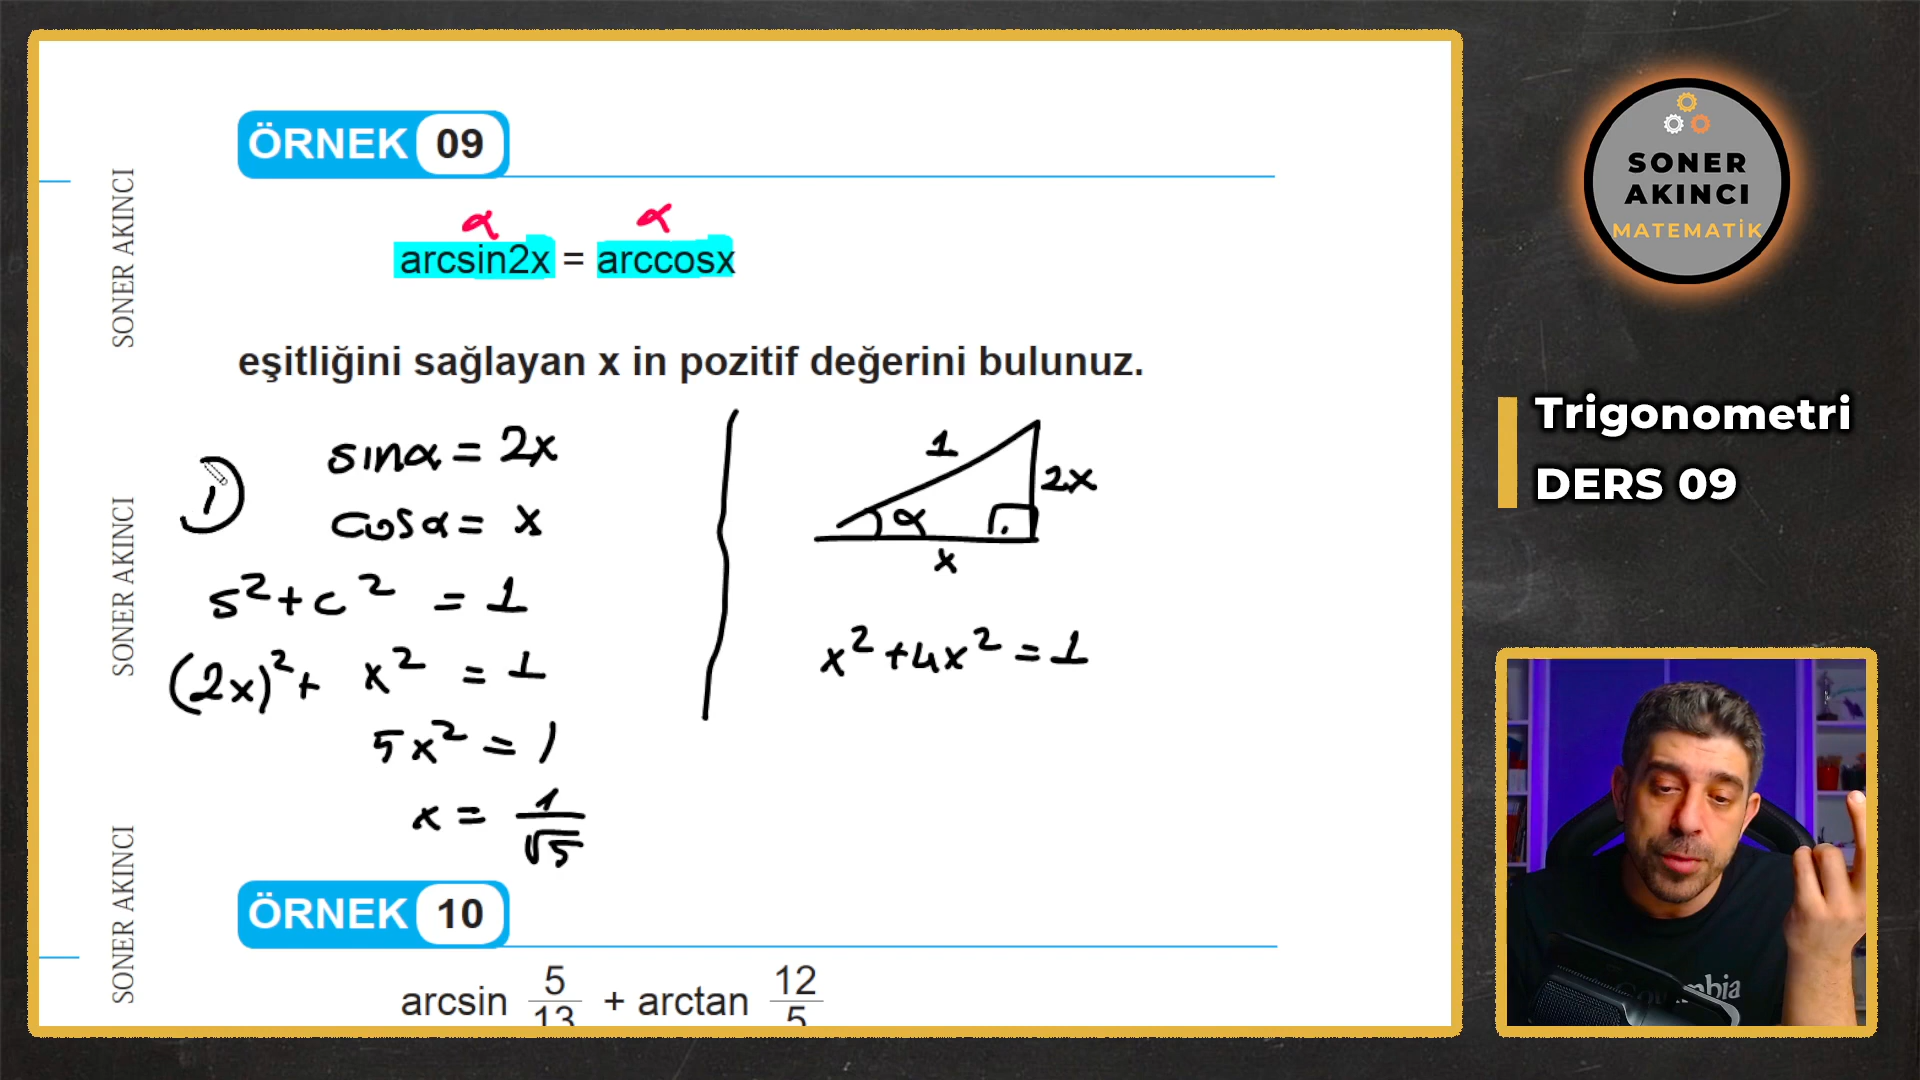 ÖRNEK 09
α α
arcsin2x = arccosx
eşitliğini sağlayan x in pozitif değerini bulunuz.
1)
sinα = 2x
cosα = x
s² + c² = 1
(2x)² + x² = 1
5x² = 1
x = 1/√5
1
2x
α
x
x² + 4x² = 1
ÖRNEK 10
arcsin 5/13 + arctan 12/5
SONER AKINCI
SONER AKINCI
SONER AKINCI
SONER
AKINCI
MATEMATİK
Trigonometri
DERS 09